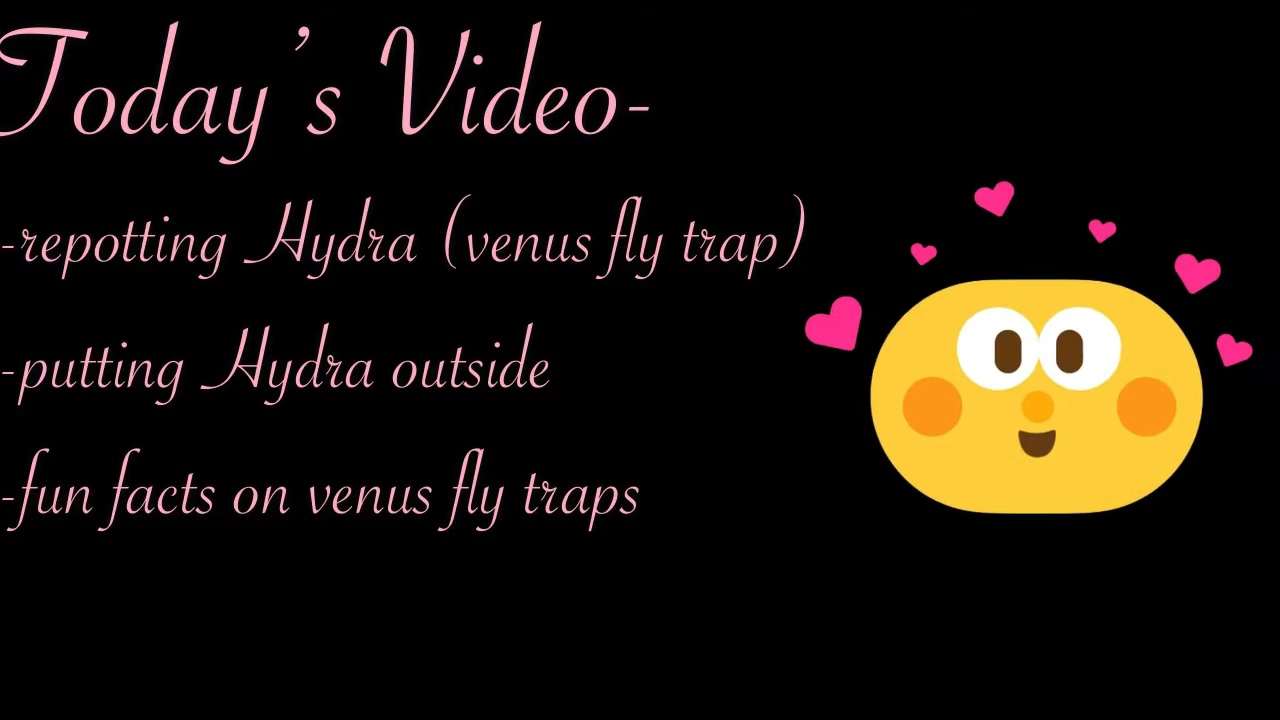 Today's Video-
-repotting Hydra (venus fly trap)
-putting Hydra outside
-fun facts on venus fly traps